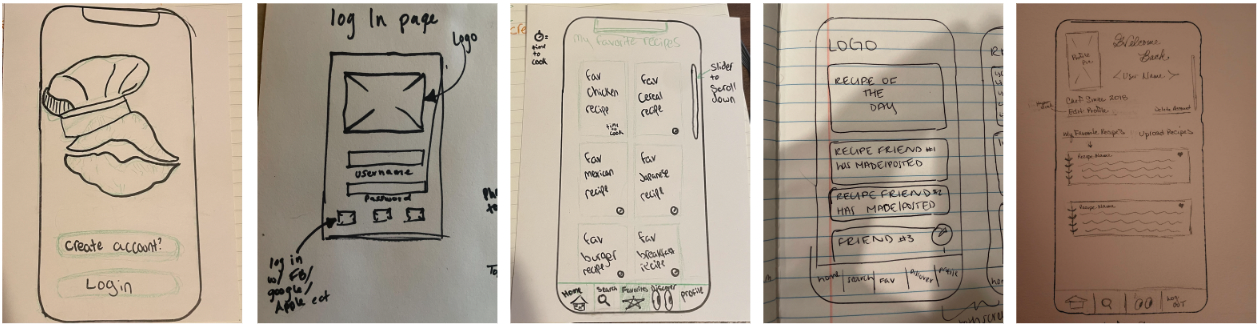 Create account?
Login
log In page
Logo
username
Password
log in
w/ FB/
google/
Apple ect
time
to
cook
My Favorite Recipes
Fav
Chicken
recipe
time
to
cook
Fav
Cereal
recipe
Slider
to
Scroll
down
Fav
mexican
recipe
Fav
Japanese
recipe
Fav
burger
recipe
Fav
breakfast
recipe
Home
Search
Favorites
Discover
profile
LOGO
RECIPE OF
THE
DAY
RECIPE FRIEND #1
HAS MADE/POSTED
RECIPE FRIEND #2
HAS MADE/POSTED
FRIEND #3
Home
Search
Fav
Discover
profile
Profile
Pic.
Welcome
Back
<User Name>
Chef Since 2018
Edit Profile
Delete Account
My Favorite Recipes
Upload Recipes
Recipe Name
Recipe Name
LOG
OUT